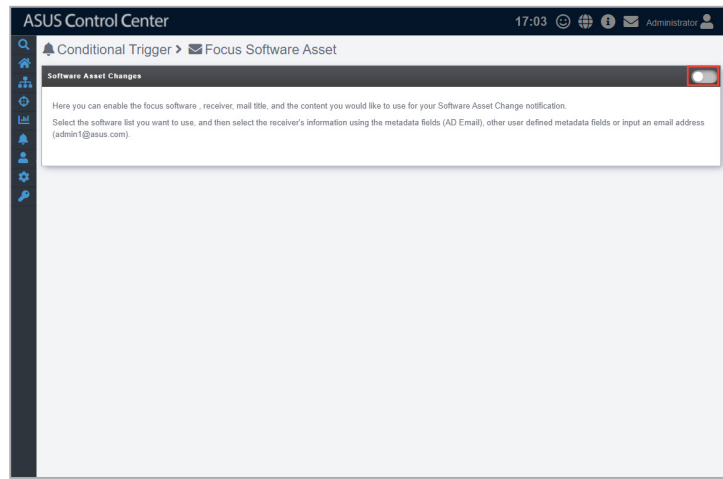 ASUS Control Center 17:03 Administrator
Conditional Trigger > Focus Software Asset
Software Asset Changes
Here you can enable the focus software , receiver, mail title, and the content you would like to use for your Software Asset Change notification.
Select the software list you want to use, and then select the receiver's information using the metadata fields (AD Email), other user defined metadata fields or input an email address
(admin1@asus.com).